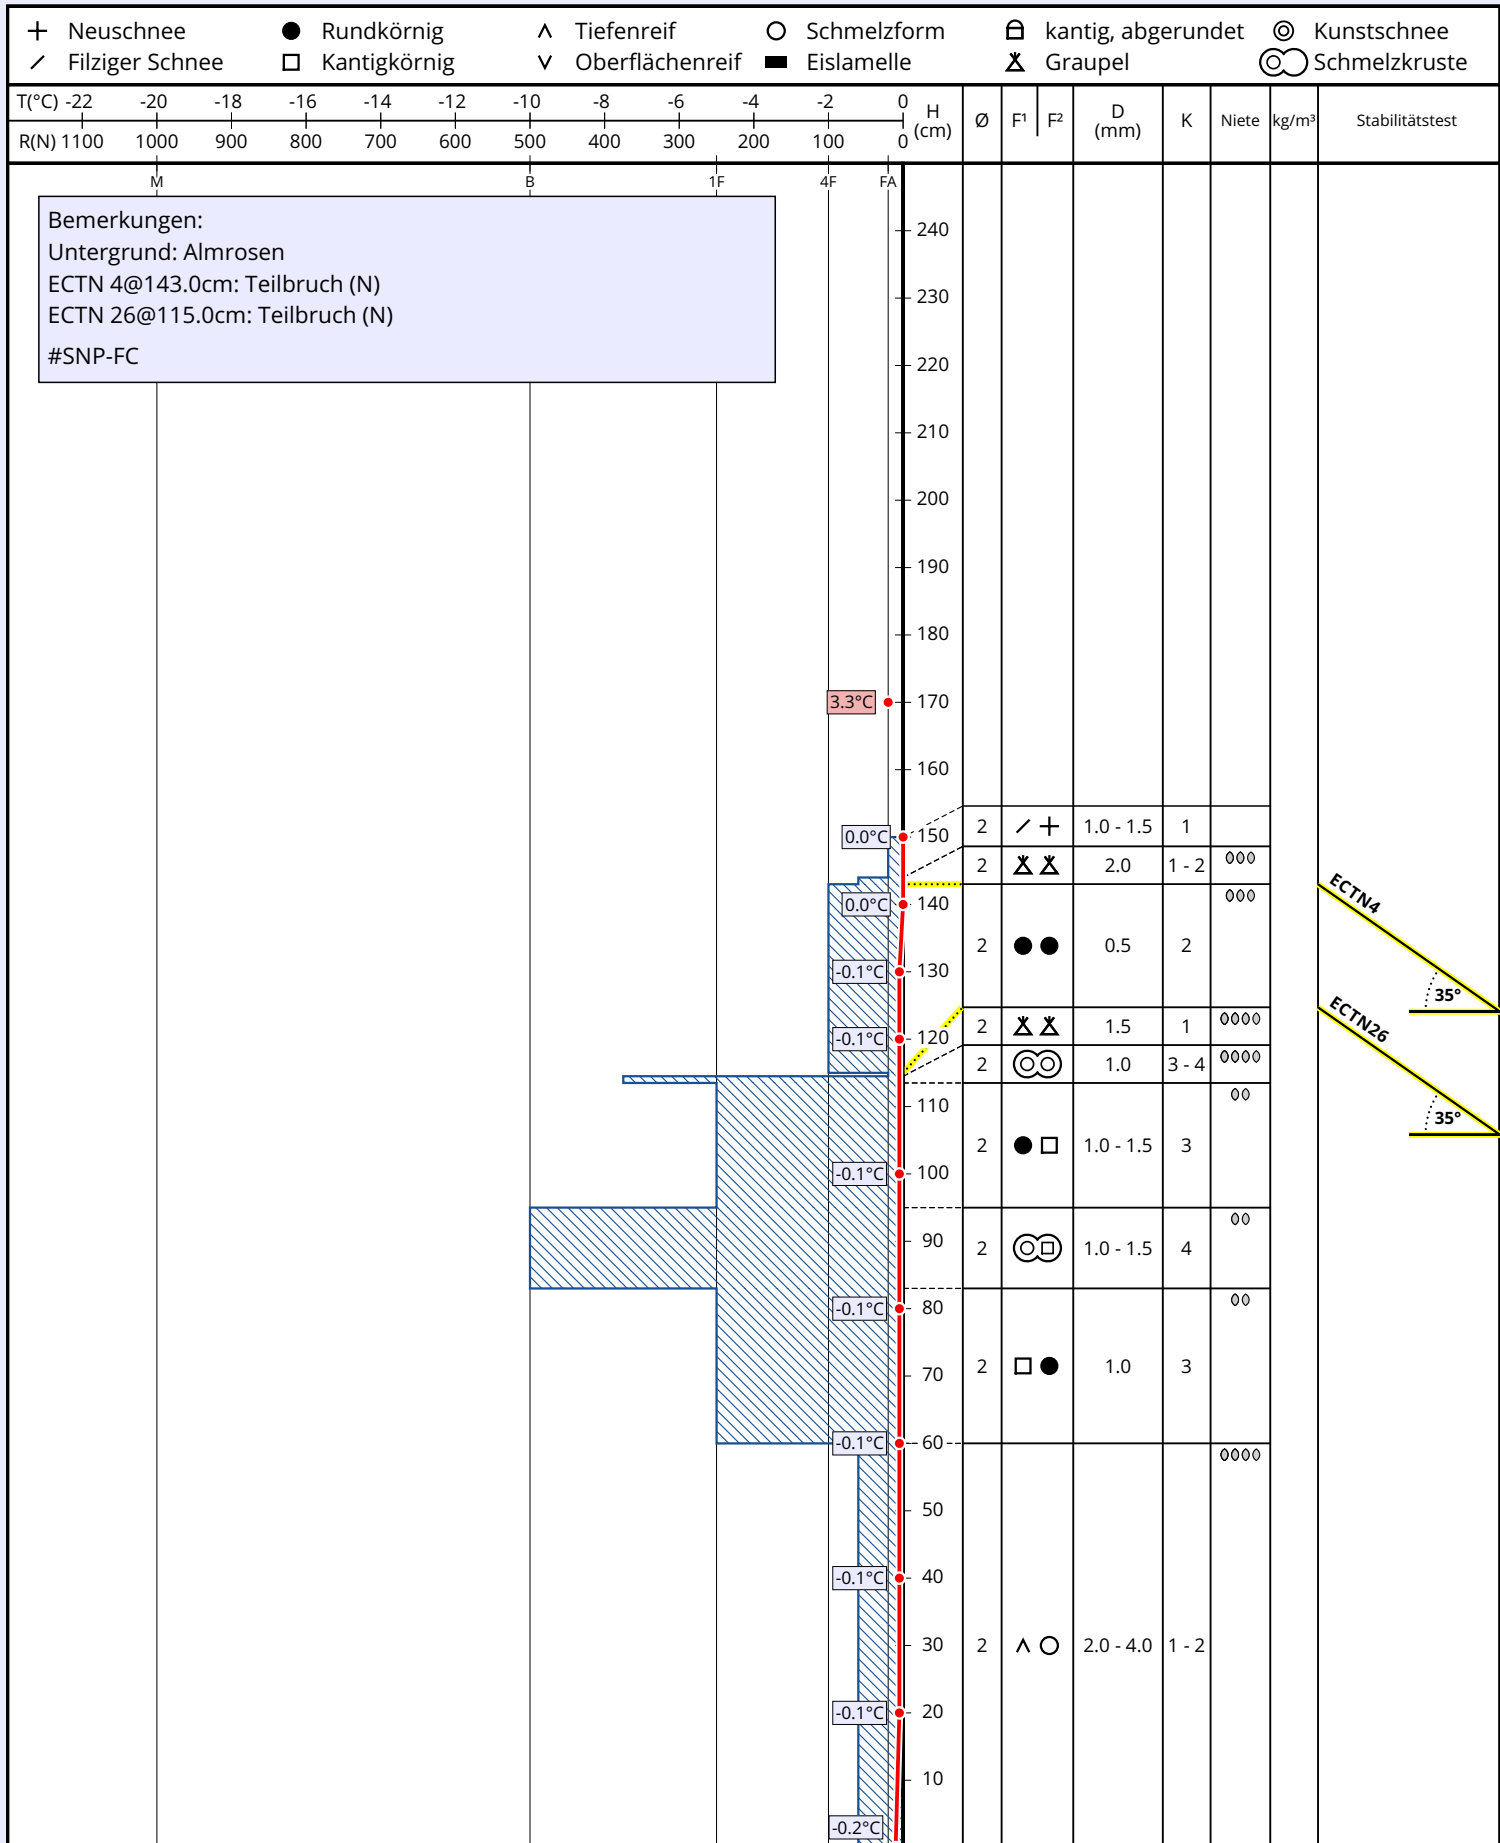 Neuschnee Rundkörnig Tiefenreif Schmelzform kantig, abgerundet Kunstschnee
Filziger Schnee Kantigkörnig Oberflächenreif Eislamelle Graupel Schmelzkruste
T(°C) -22 -20 -18 -16 -14 -12 -10 -8 -6 -4 -2 0
R(N) 1100 1000 900 800 700 600 500 400 300 200 100 0
H (cm) Ø F¹ F² D (mm) K Niete kg/m³ Stabilitätstest
M B 1F 4F FA
Bemerkungen:
Untergrund: Almrosen
ECTN 4@143.0cm: Teilbruch (N)
ECTN 26@115.0cm: Teilbruch (N)
#SNP-FC
240
230
220
210
200
190
180
3.3°C 170
160
2 1.0 - 1.5 1
0.0°C 150
2 2.0 1 - 2
ECTN4
0.0°C 140
2 0.5 2
-0.1°C 130
35°
ECTN26
2 1.5 1
-0.1°C 120
2 1.0 3 - 4
110
35°
2 1.0 - 1.5 3
-0.1°C 100
90
2 1.0 - 1.5 4
-0.1°C 80
2 1.0 3
70
-0.1°C 60
50
-0.1°C 40
30 2 2.0 - 4.0 1 - 2
-0.1°C 20
10
-0.2°C